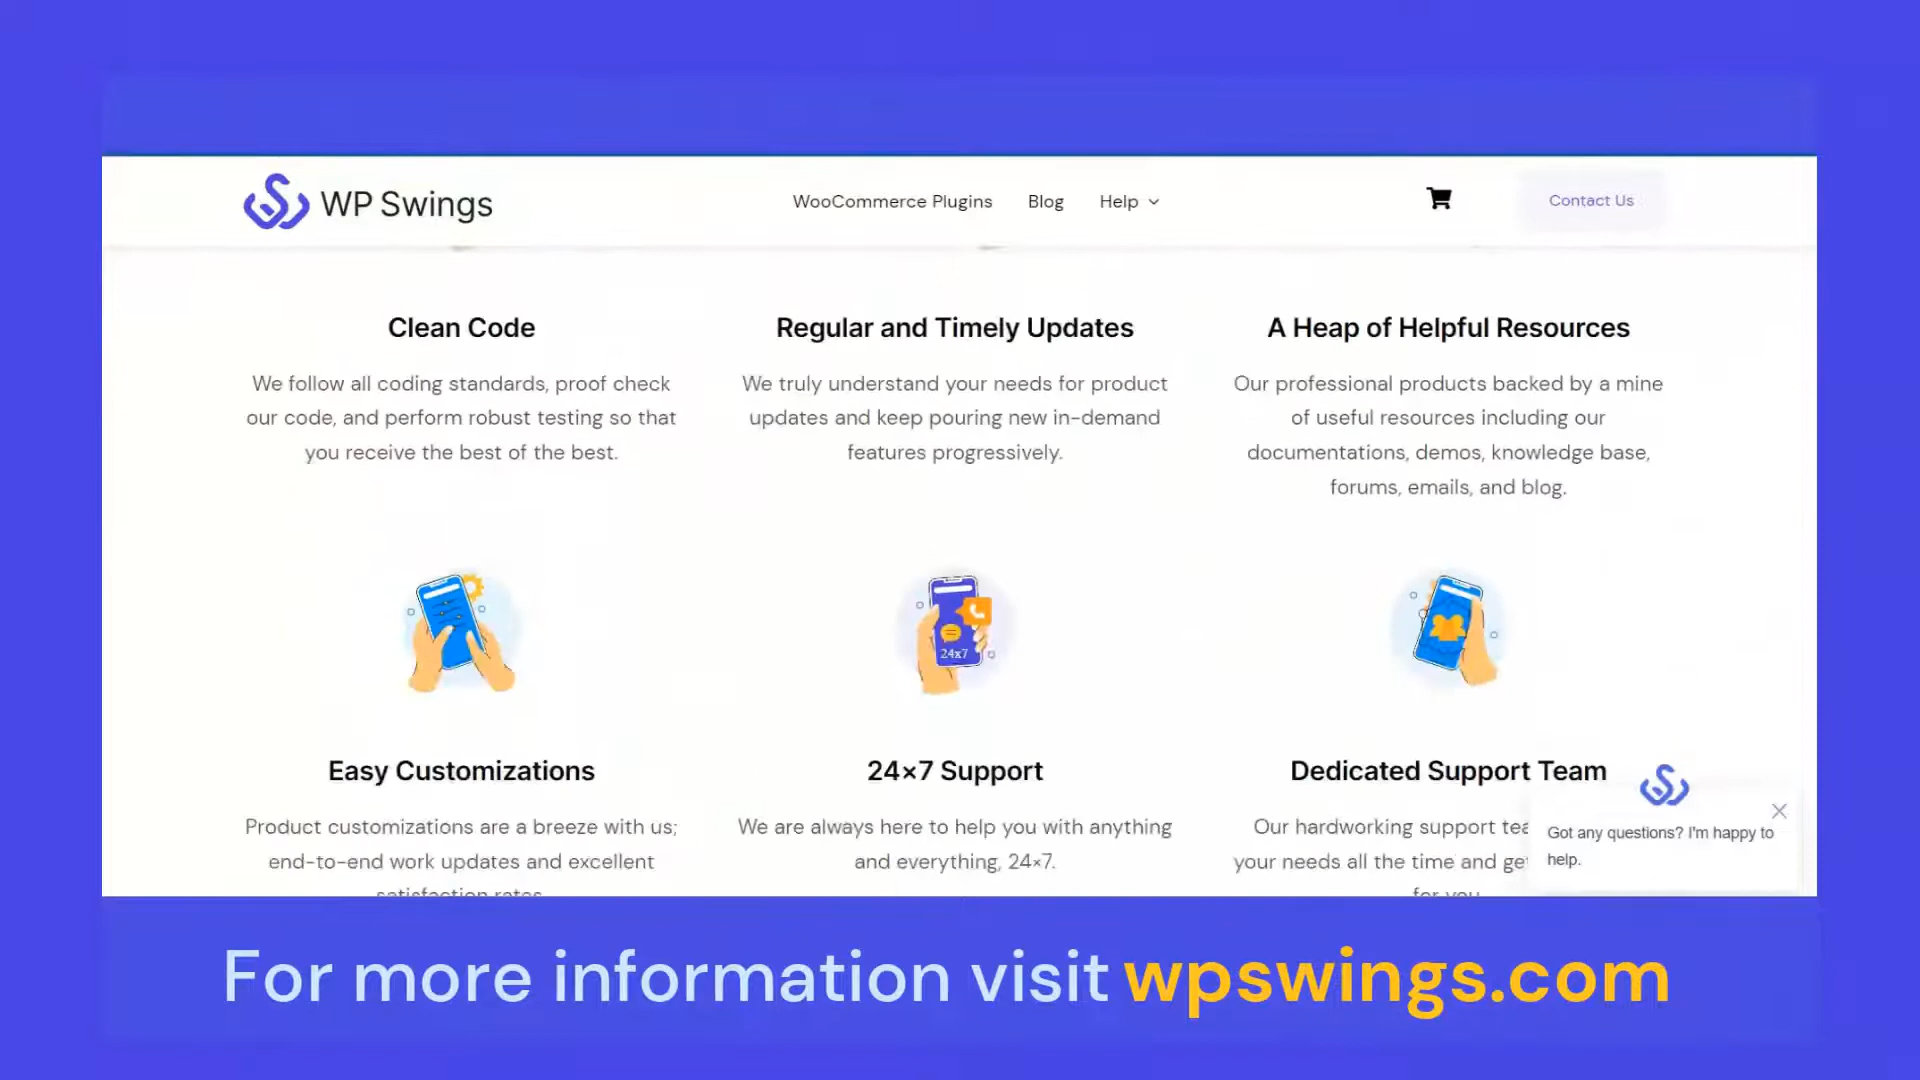 WP Swings
WooCommerce Plugins Blog Help
Contact Us
Clean Code
We follow all coding standards, proof check
our code, and perform robust testing so that
you receive the best of the best.
Regular and Timely Updates
We truly understand your needs for product
updates and keep pouring new in-demand
features progressively.
A Heap of Helpful Resources
Our professional products backed by a mine
of useful resources including our
documentations, demos, knowledge base,
forums, emails, and blog.
24x7
Easy Customizations
Product customizations are a breeze with us;
end-to-end work updates and excellent
satisfaction rates
24×7 Support
We are always here to help you with anything
and everything, 24×7.
Dedicated Support Team
Our hardworking support
your needs all the time and
for you
Got any questions? I'm happy to
help.
For more information visit wpswings.com